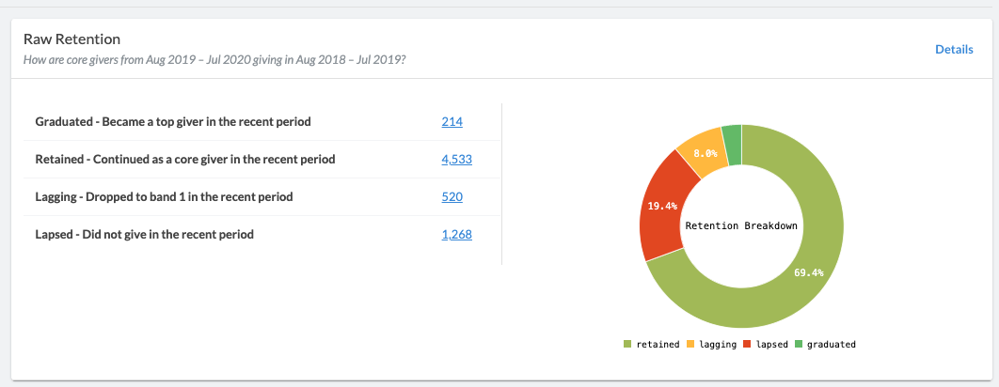 Raw Retention
How are core givers from Aug 2019 – Jul 2020 giving in Aug 2018 – Jul 2019?
Details
Graduated - Became a top giver in the recent period 214
Retained - Continued as a core giver in the recent period 4,533
Lagging - Dropped to band 1 in the recent period 520
Lapsed - Did not give in the recent period 1,268
8.0%
19.4%
Retention Breakdown
69.4%
retained lagging lapsed graduated